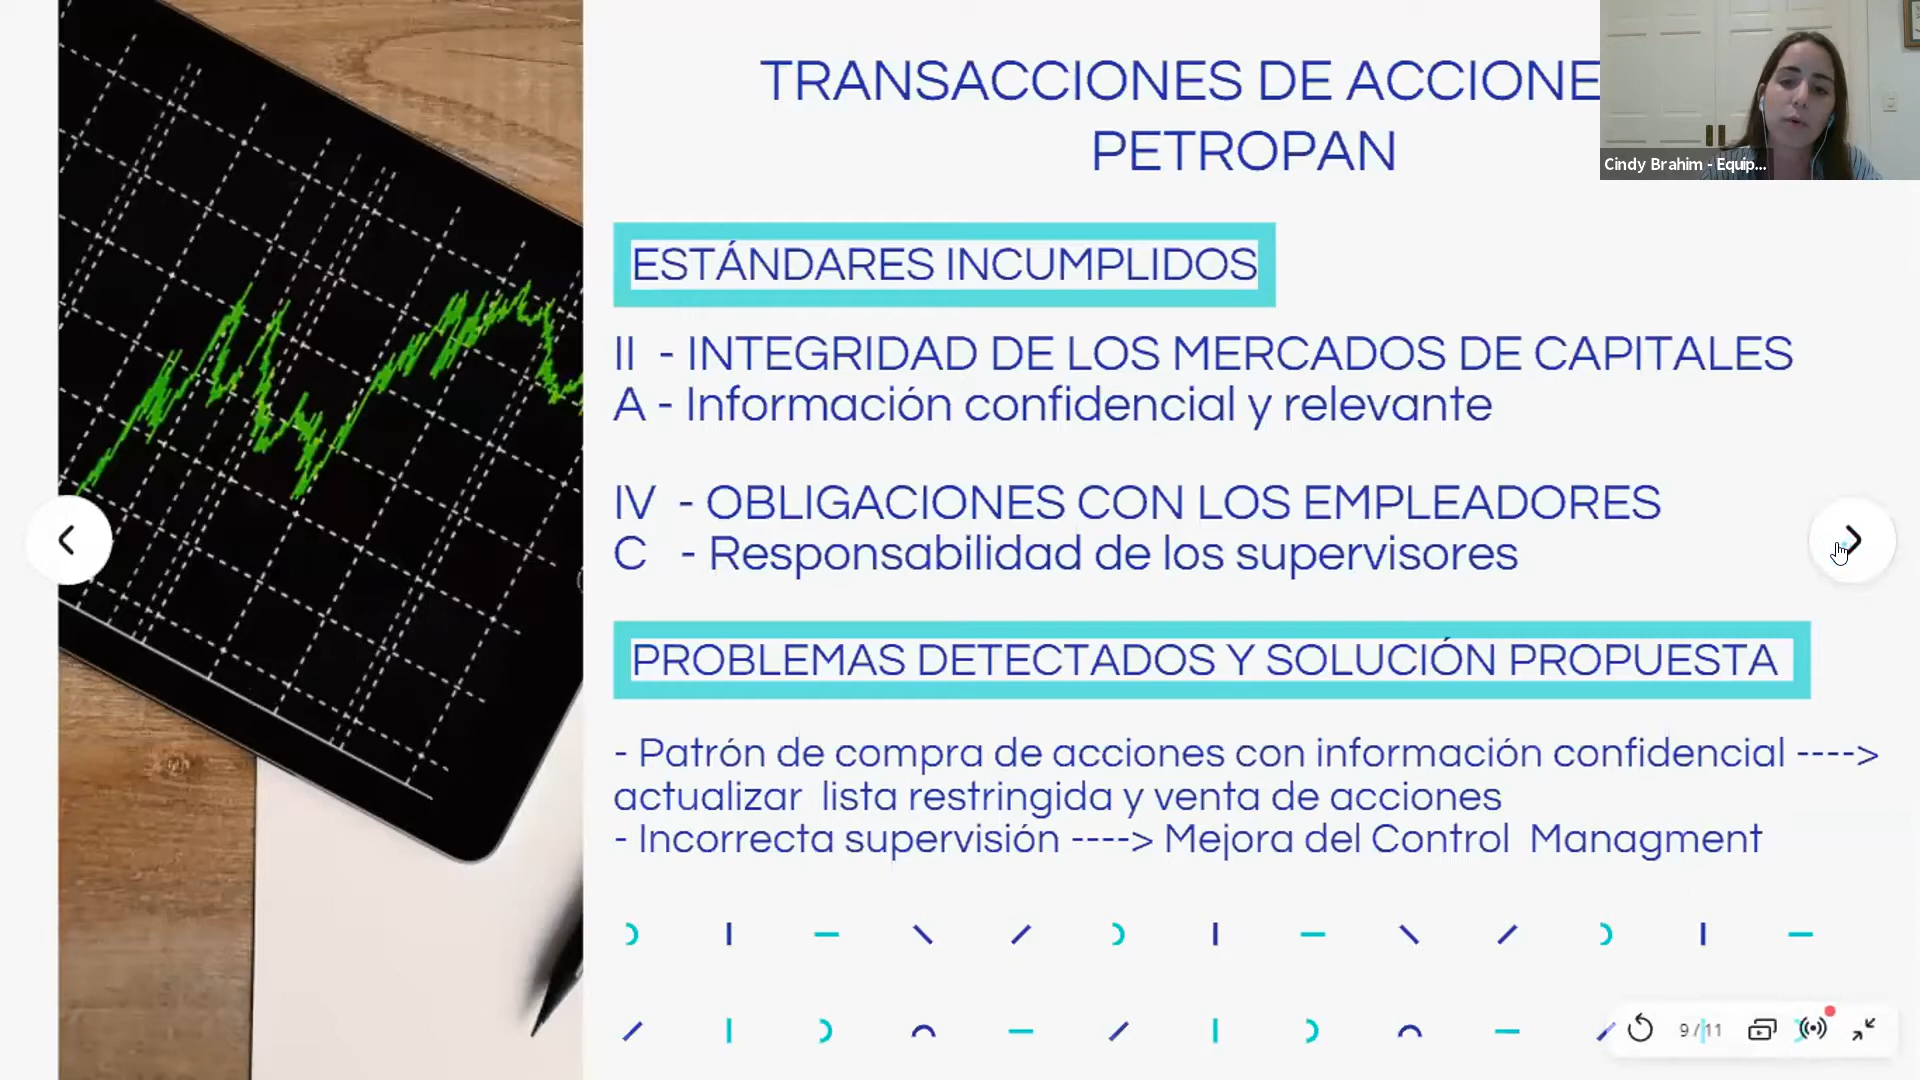 TRANSACCIONES DE ACCIONE
PETROPAN
Cindy Brahim - Equip...
ESTÁNDARES INCUMPLIDOS
II - INTEGRIDAD DE LOS MERCADOS DE CAPITALES
A - Información confidencial y relevante
IV - OBLIGACIONES CON LOS EMPLEADORES
C - Responsabilidad de los supervisores
PROBLEMAS DETECTADOS Y SOLUCIÓN PROPUESTA
- Patrón de compra de acciones con información confidencial ---->
actualizar lista restringida y venta de acciones
- Incorrecta supervisión ----> Mejora del Control Managment
9 / 11